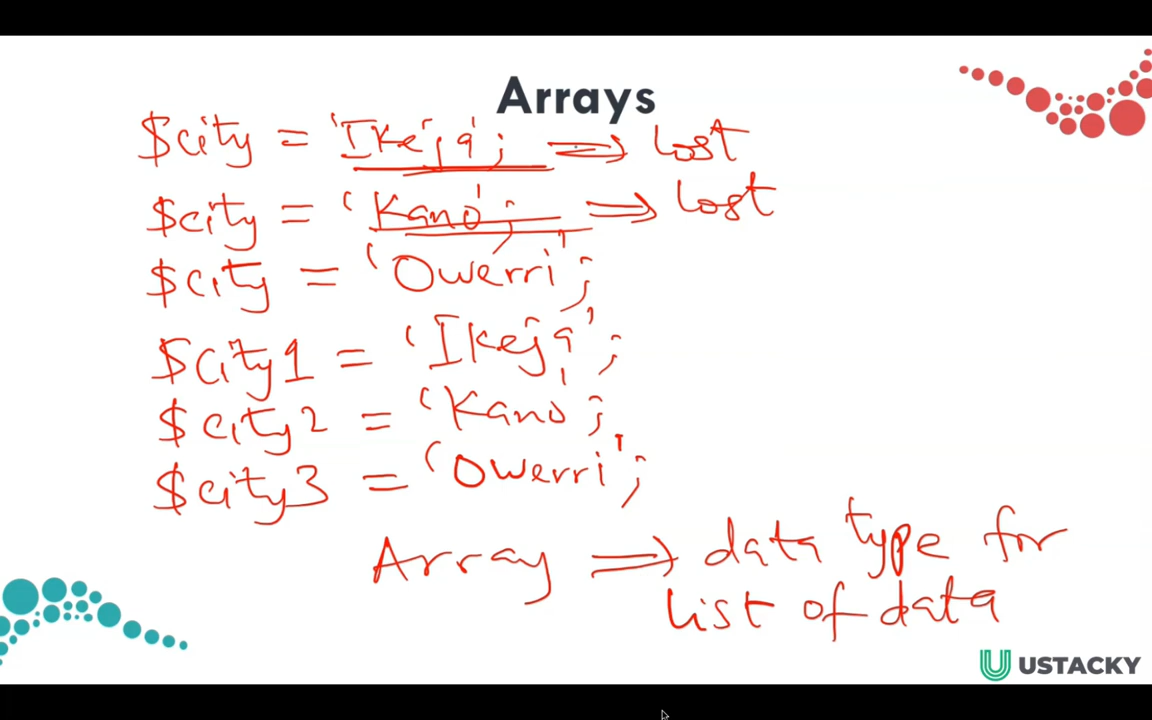 Arrays
$city = 'Ikeja'; ⇒ lost
$city = 'Kano'; ⇒ lost
$city = 'Owerri';
$city1 = 'Ikeja';
$city2 = 'Kano';
$city3 = 'Owerri';
Array ⇒ data type for
list of data
USTACKY